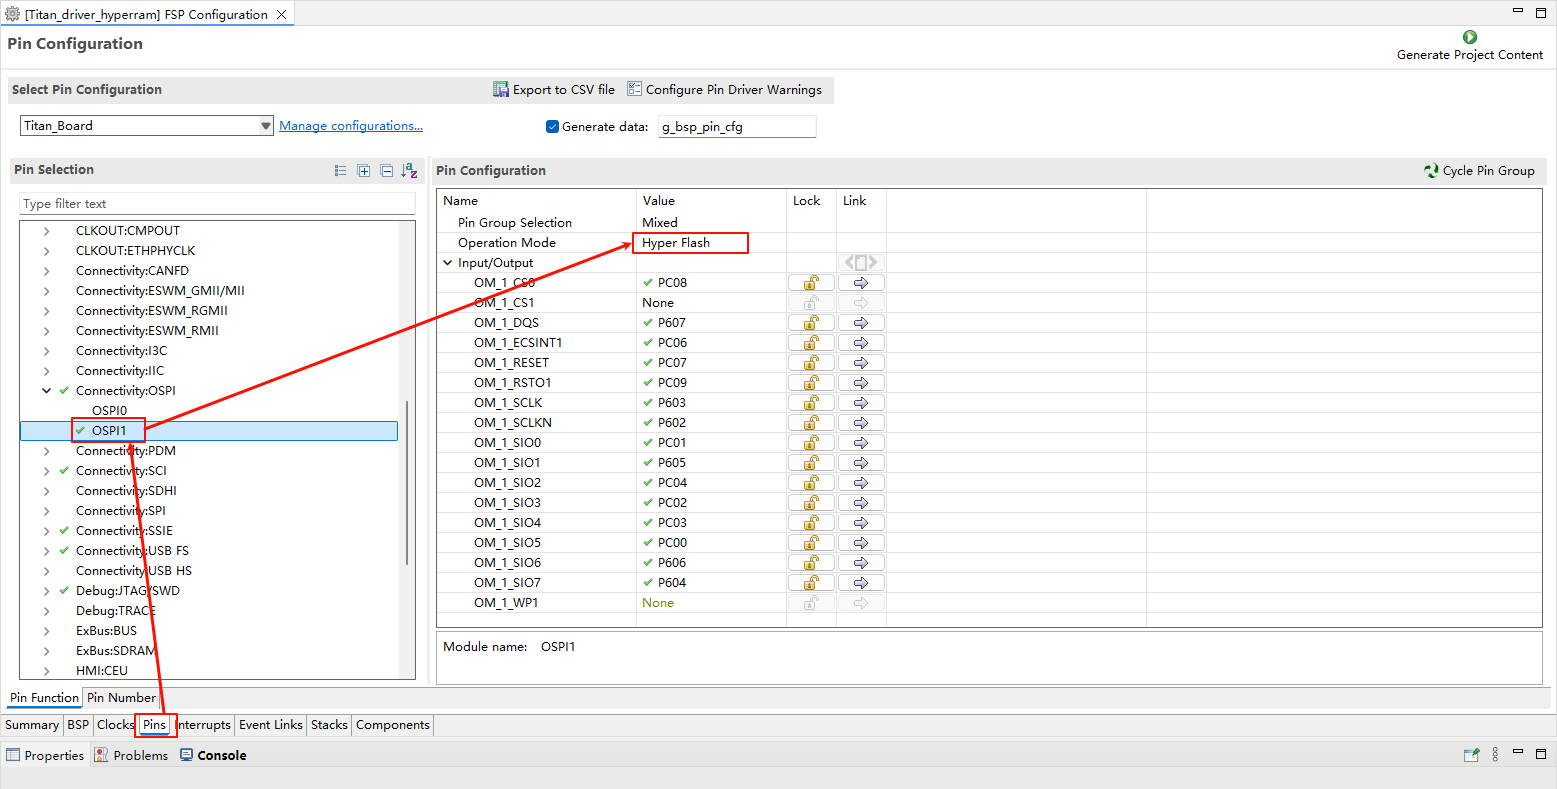 [Titan_driver_hyperram] FSP Configuration
Pin Configuration
Generate Project Content
Select Pin Configuration
Export to CSV file
Configure Pin Driver Warnings
Titan_Board
Manage configurations...
Generate data:
g_bsp_pin_cfg
Pin Selection
Type filter text
CLKOUT:CMPOUT
CLKOUT:ETHPHYCLK
Connectivity:CANFD
Connectivity:ESWM_GMII/MII
Connectivity:ESWM_RGMII
Connectivity:ESWM_RMII
Connectivity:I3C
Connectivity:IIC
Connectivity:OSPI
OSPI0
OSPI1
Connectivity:PDM
Connectivity:SCI
Connectivity:SDHI
Connectivity:SPI
Connectivity:SSIE
Connectivity:USB FS
Connectivity:USB HS
Debug:JTAG/SWD
Debug:TRACE
ExBus:BUS
ExBus:SDRAM
HMI:CEU
Pin Configuration
Cycle Pin Group
Name Value Lock Link
Pin Group Selection Mixed
Operation Mode Hyper Flash
Input/Output
OM_1_CS0 PC08
OM_1_CS1 None
OM_1_DQS P607
OM_1_ECSINT1 PC06
OM_1_RESET PC07
OM_1_RSTO1 PC09
OM_1_SCLK P603
OM_1_SCLKN P602
OM_1_SIO0 PC01
OM_1_SIO1 P605
OM_1_SIO2 PC04
OM_1_SIO3 PC02
OM_1_SIO4 PC03
OM_1_SIO5 PC00
OM_1_SIO6 P606
OM_1_SIO7 P604
OM_1_WP1 None
Module name: OSPI1
Pin Function Pin Number
Summary BSP Clocks Pins Interrupts Event Links Stacks Components
Properties Problems Console